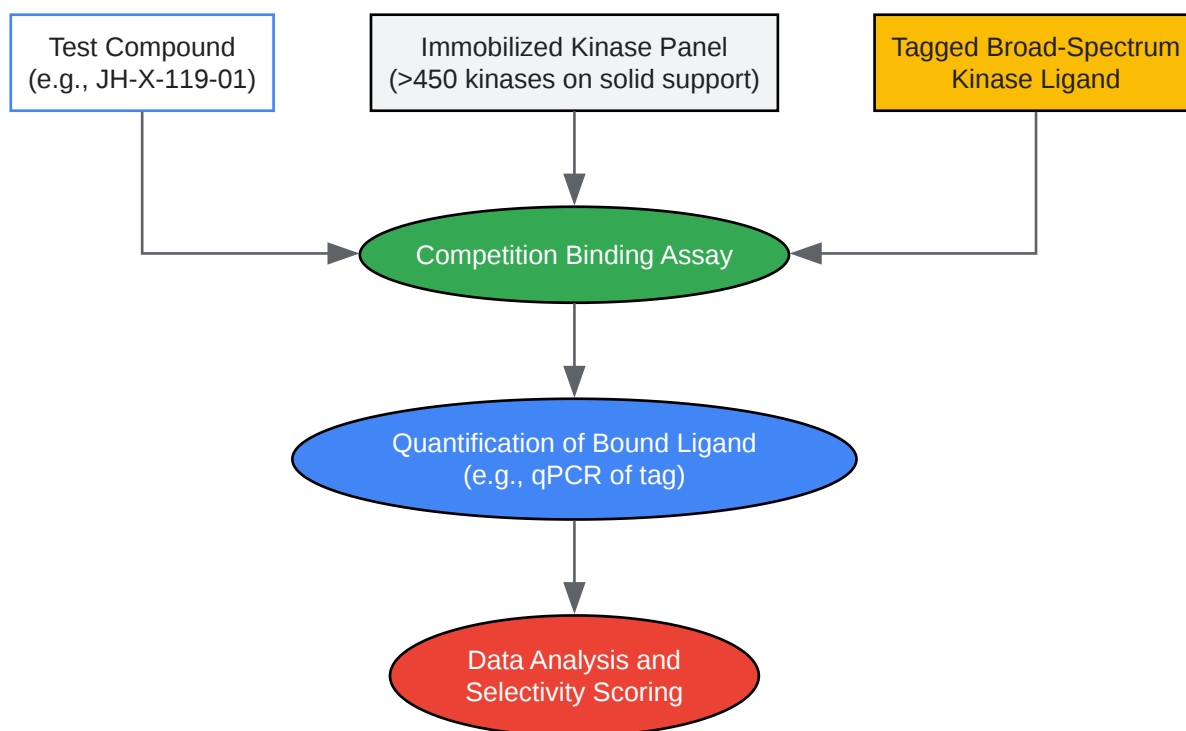 Test Compound
(e.g., JH-X-119-01)
Immobilized Kinase Panel
(>450 kinases on solid support)
Tagged Broad-Spectrum
Kinase Ligand
Competition Binding Assay
Quantification of Bound Ligand
(e.g., qPCR of tag)
Data Analysis and
Selectivity Scoring